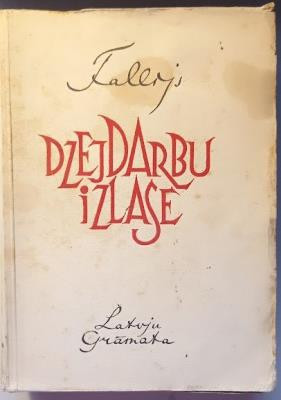 Fallijs
DZEJDARBU
IZLASE
Latvju
Grāmata